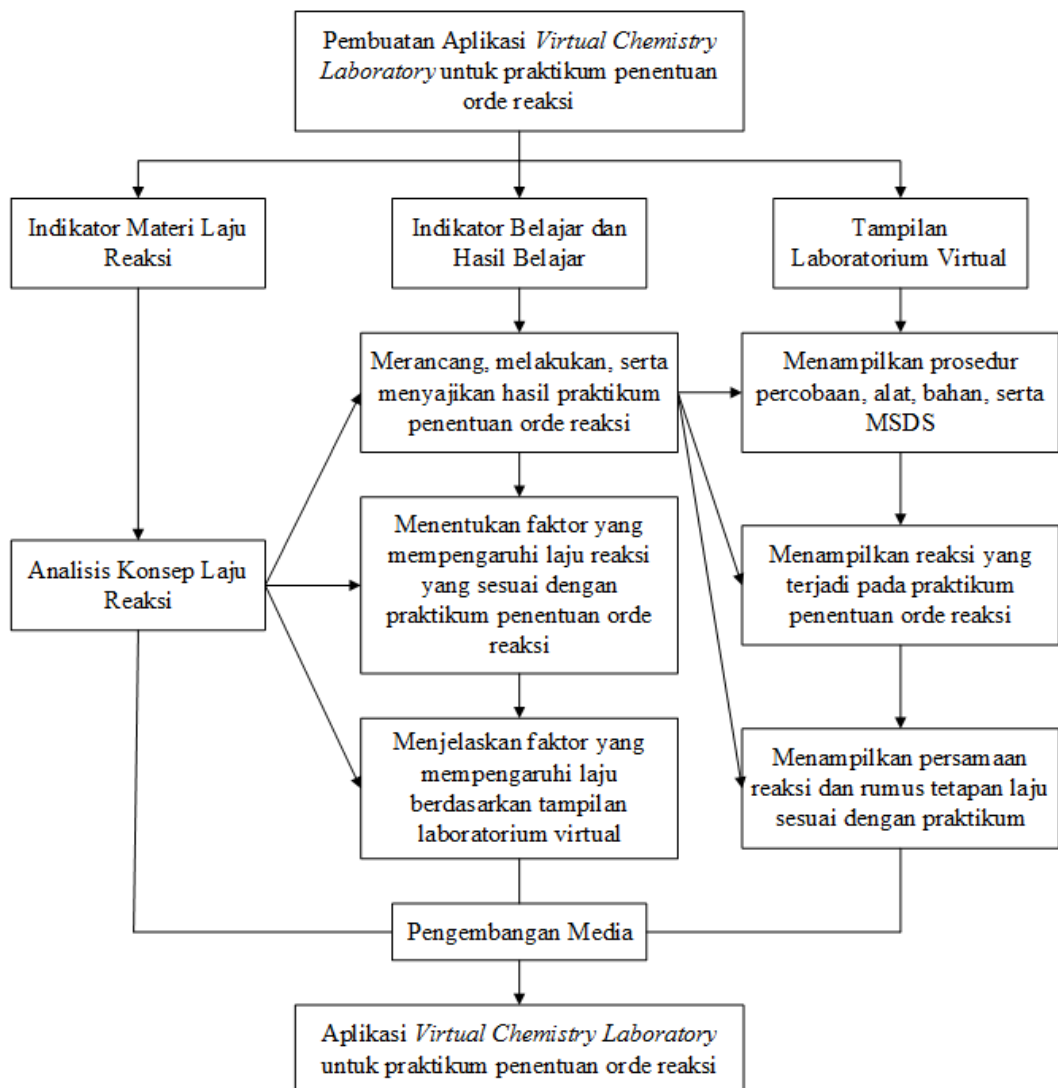 Pembuatan Aplikasi Virtual Chemistry
Laboratory untuk praktikum penentuan
orde reaksi
Indikator Materi Laju
Reaksi
Indikator Belajar dan
Hasil Belajar
Tampilan
Laboratorium Virtual
Merancang, melakukan, serta
menyajikan hasil praktikum
penentuan orde reaksi
Menampilkan prosedur
percobaan, alat, bahan, serta
MSDS
Analisis Konsep Laju
Reaksi
Menentukan faktor yang
mempengaruhi laju reaksi
yang sesuai dengan
praktikum penentuan orde
reaksi
Menampilkan reaksi yang
terjadi pada praktikum
penentuan orde reaksi
Menjelaskan faktor yang
mempengaruhi laju
berdasarkan tampilan
laboratorium virtual
Menampilkan persamaan
reaksi dan rumus tetapan laju
sesuai dengan praktikum
Pengembangan Media
Aplikasi Virtual Chemistry Laboratory
untuk praktikum penentuan orde reaksi